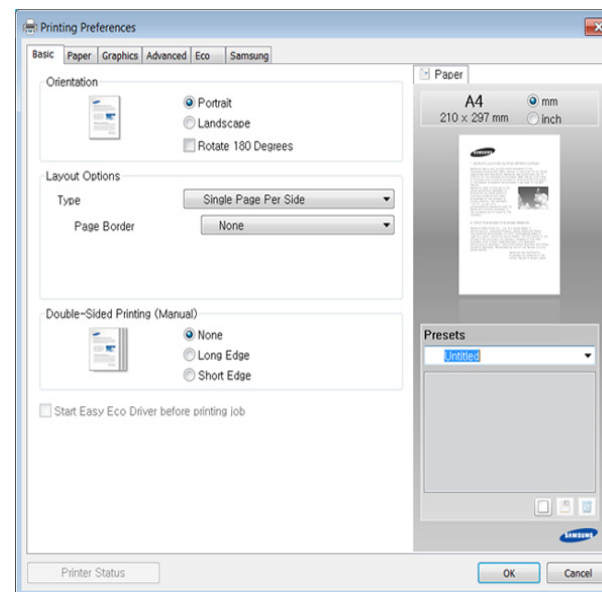 Printing Preferences
Basic Paper Graphics Advanced Eco Samsung
Orientation
Portrait
Landscape
Rotate 180 Degrees
Layout Options
Type Single Page Per Side
Page Border None
Double-Sided Printing (Manual)
None
Long Edge
Short Edge
Start Easy Eco Driver before printing job
Paper
A4
210 x 297 mm
mm
inch
Presets
Untitled
SAMSUNG
Printer Status OK Cancel